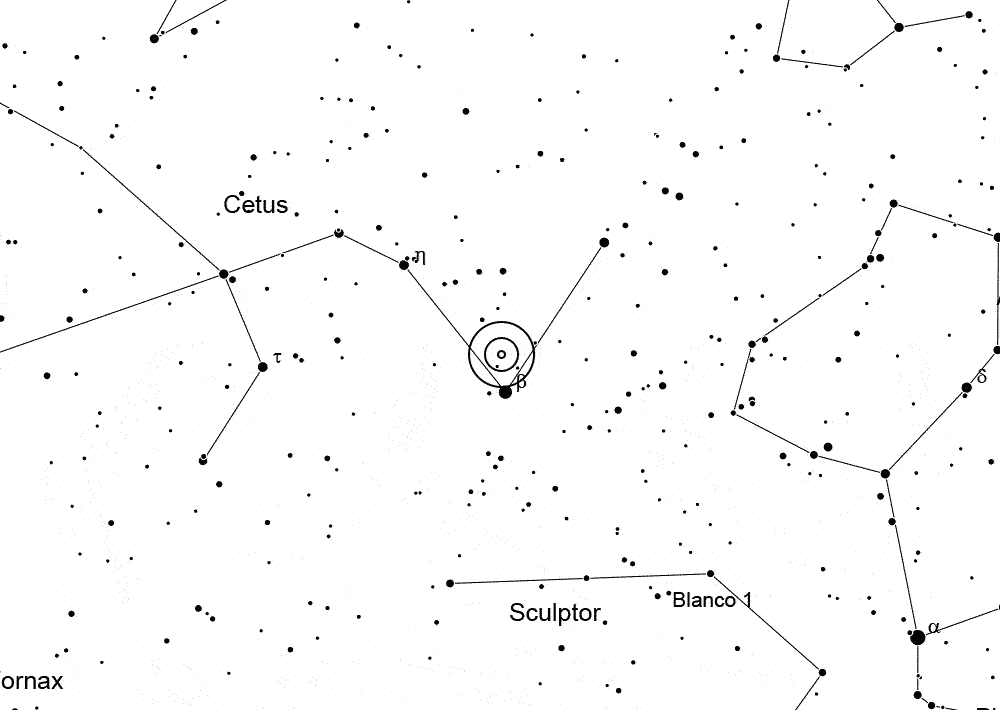 Cetus
η
τ
β
δ
Blanco 1
Sculptor
α
ornax